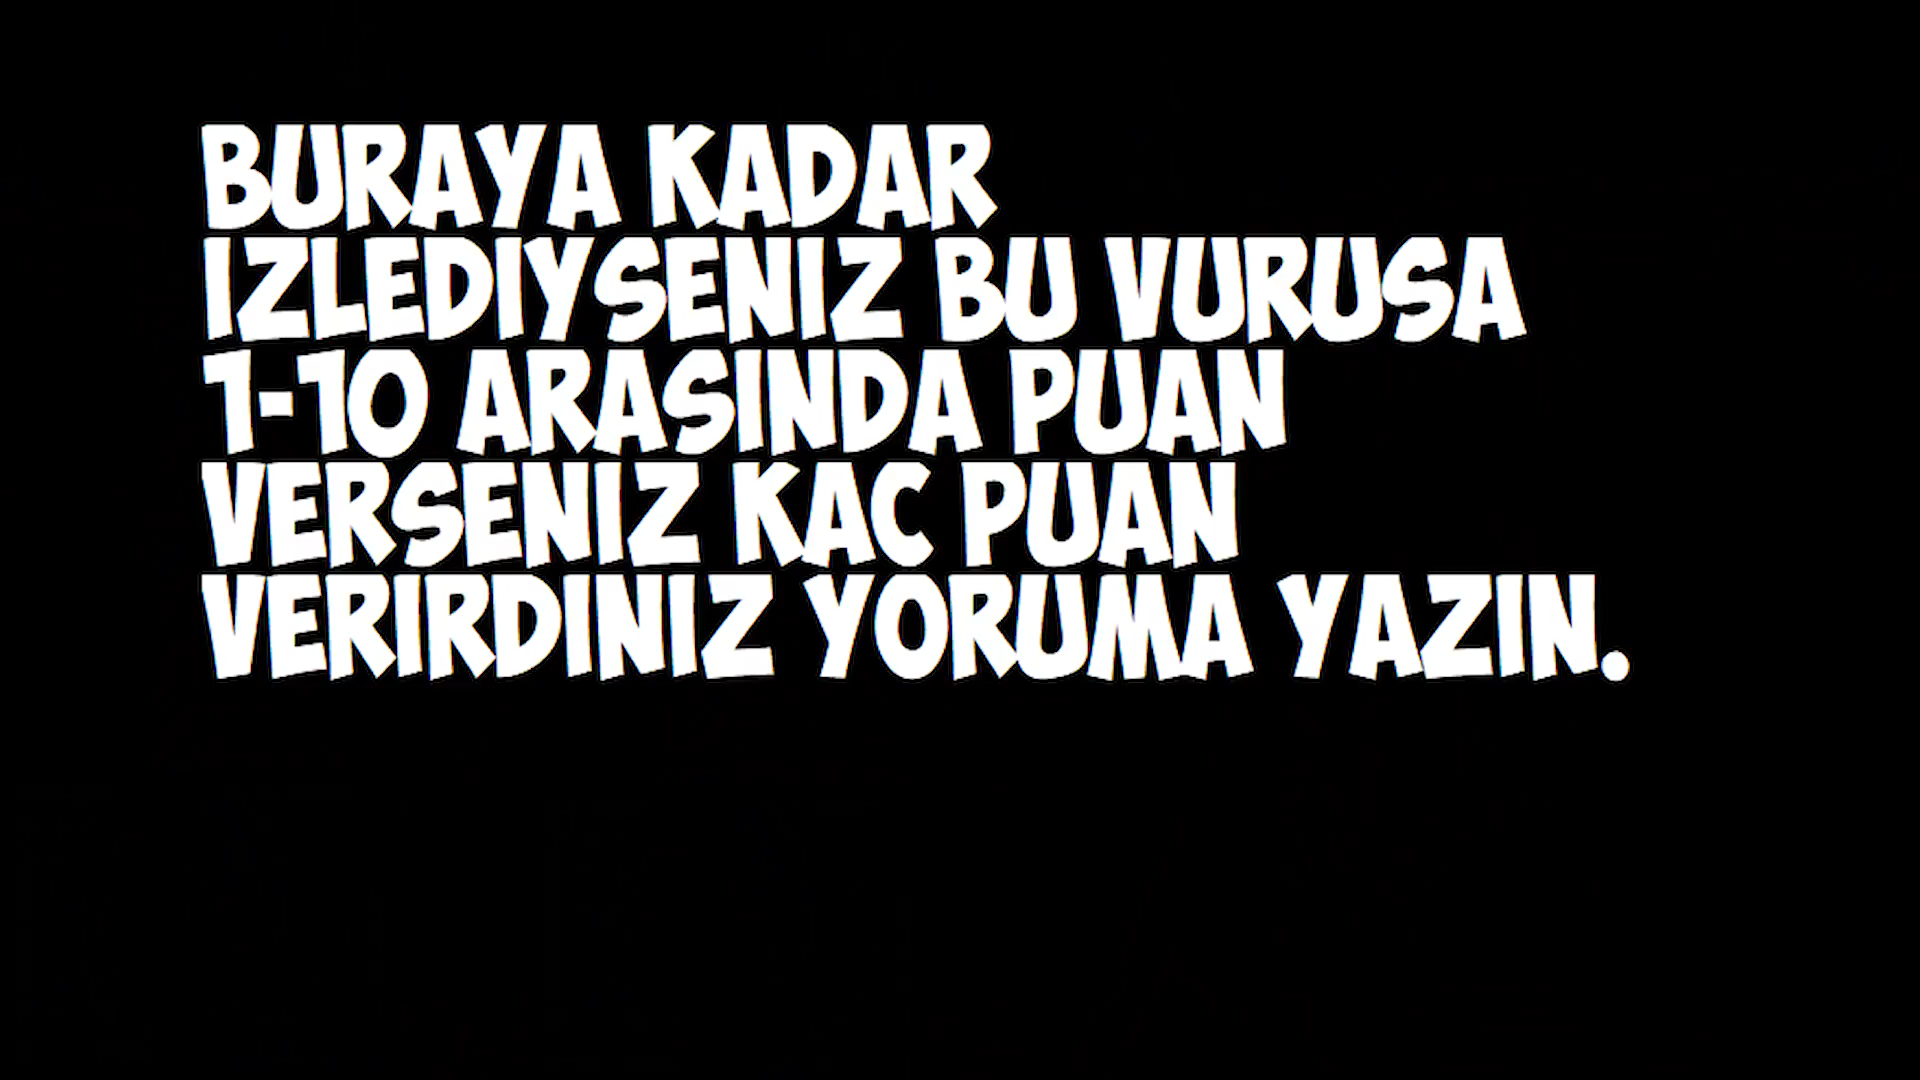 BURAYA KADAR
IZLEDIYSENIZ BU VURUSA
1-10 ARASINDA PUAN
VERSENIZ KAC PUAN
VERIRDINIZ YORUMA YAZIN.